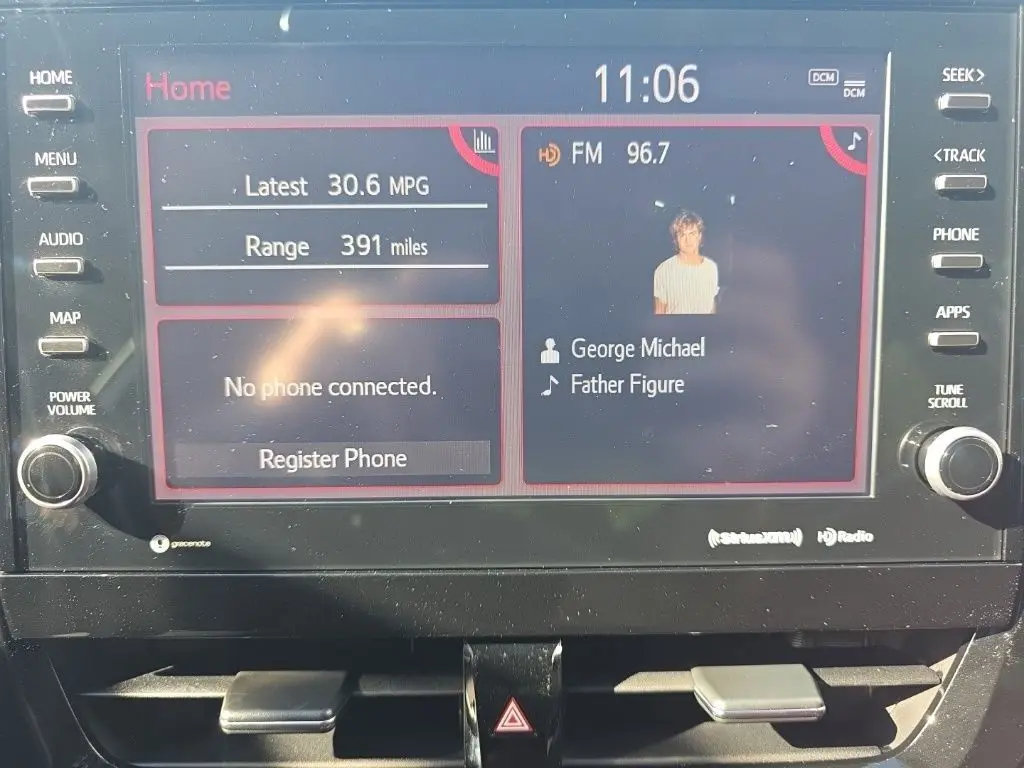 HOME
MENU
AUDIO
MAP
POWER
VOLUME
Home
11:06
DCM
DCM
Latest 30.6 MPG
Range 391 miles
No phone connected.
Register Phone
HD FM 96.7
George Michael
Father Figure
SEEK>
<TRACK
PHONE
APPS
TUNE
SCROLL
gracenote
((SiriusXM))
HD Radio